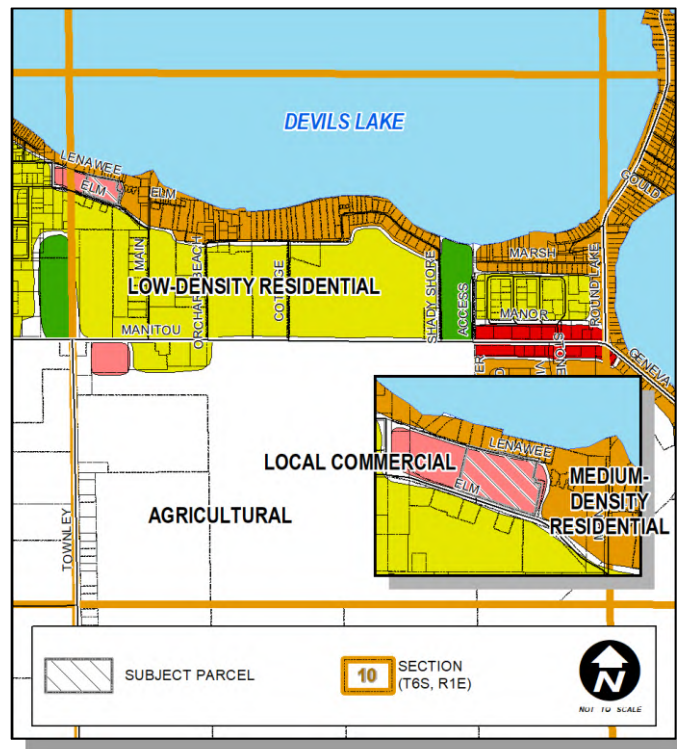 DEVILS LAKE
LENAWEE
ELM
ELM
GOULD
MAIN
ORCHARD BEACH
COTTAGE
SHADY SHORE
ACCESS
MARSH
ROUND LAKE
LOW-DENSITY RESIDENTIAL
MANOR
MANITOU
GENEVA
LENAWEE
LOCAL COMMERCIAL
ELM
MEDIUM-
DENSITY
RESIDENTIAL
AGRICULTURAL
TOWNLEY
SUBJECT PARCEL
10
SECTION
(T6S, R1E)
N
NOT TO SCALE